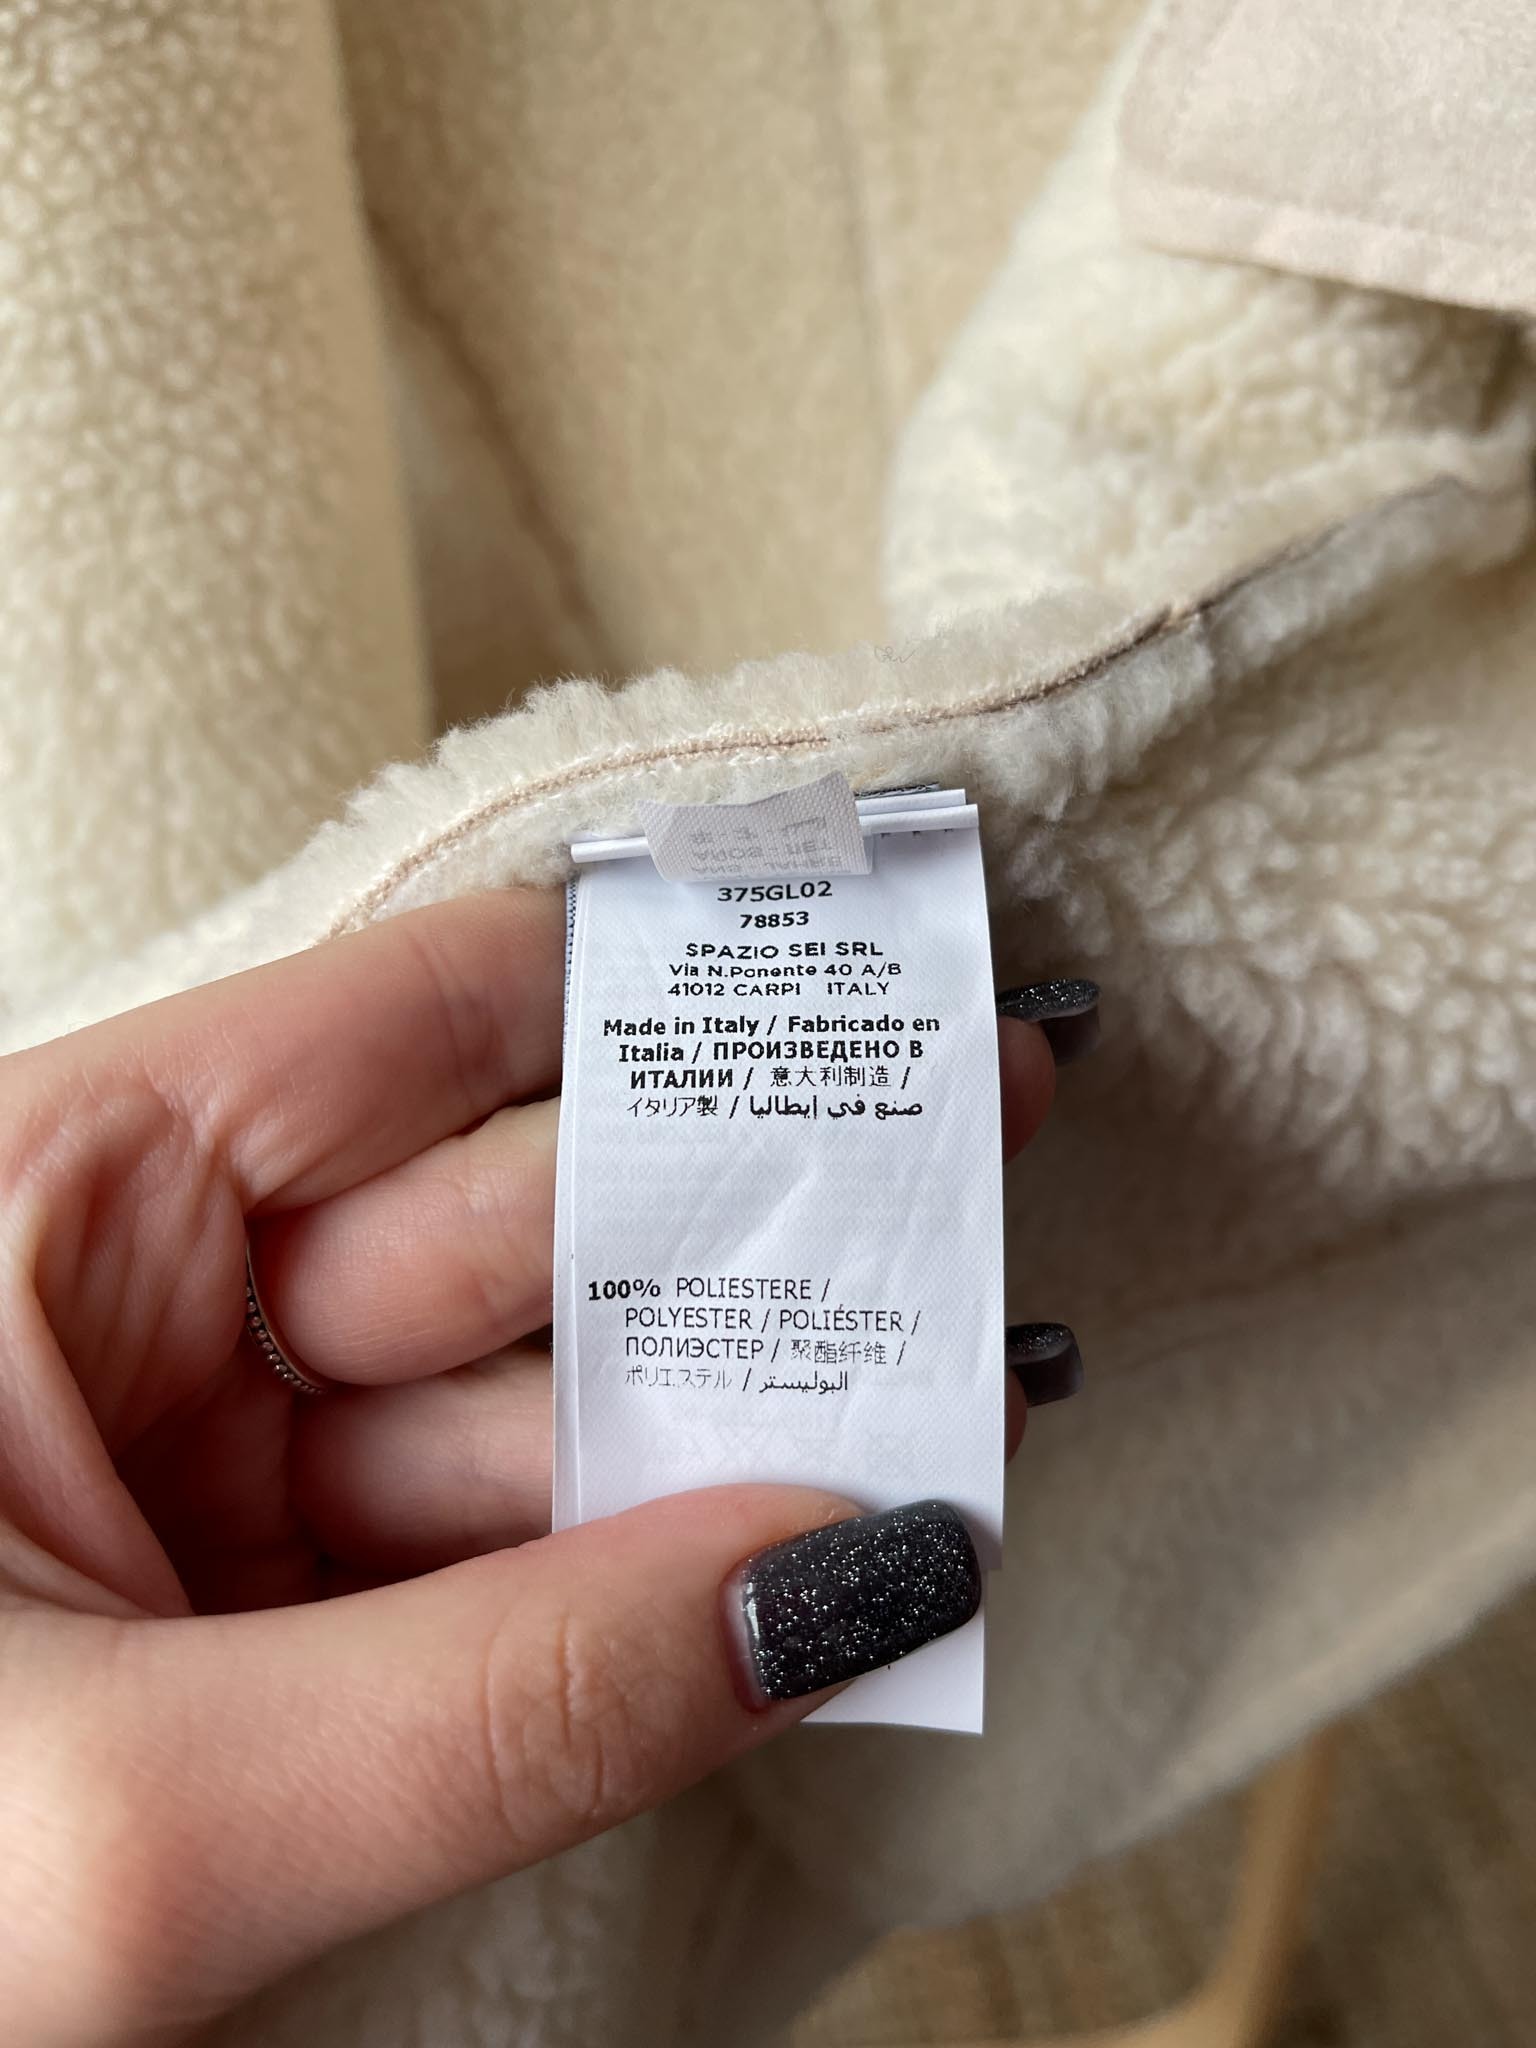 375GL02
78853
SPAZIO SEI SRL
Via N.Ponente 40 A/B
41012 CARPI ITALY
Made in Italy / Fabricado en
Italia / ПРОИЗВЕДЕНО В
ИТАЛИИ / 意大利制造 /
イタリア製 / صنع في إيطاليا
100% POLIESTERE /
POLYESTER / POLIÉSTER /
ПОЛИЭСТЕР / 聚酯纤维 /
ポリエステル / البوليستر